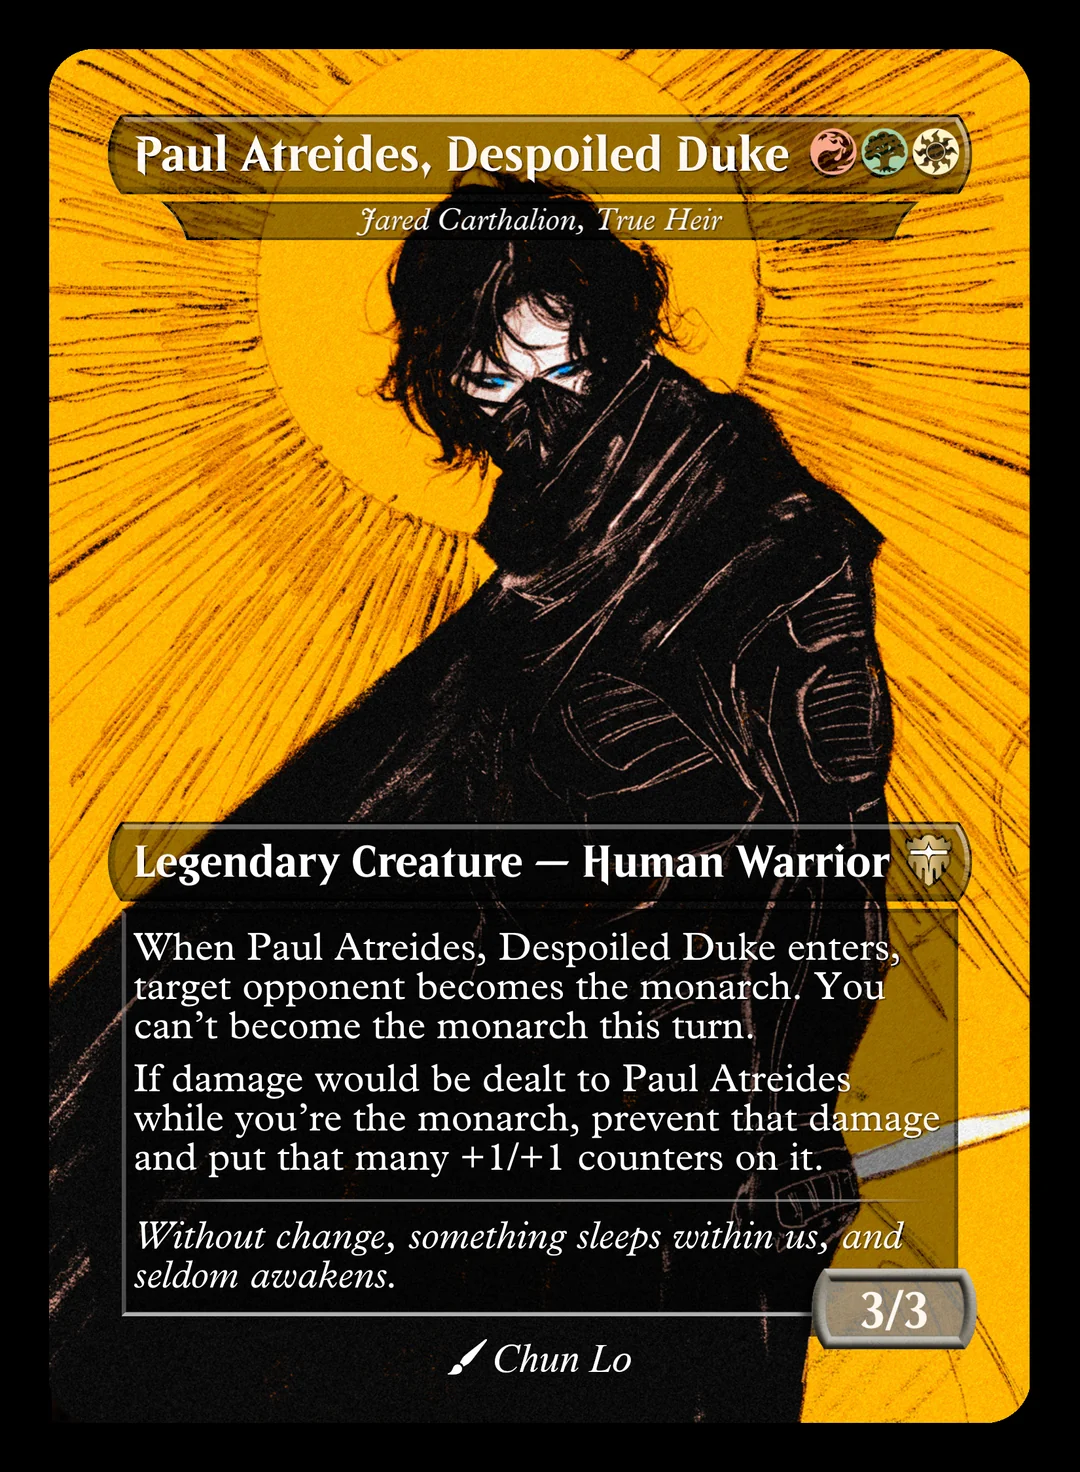 Paul Atreides, Despoiled Duke
Jared Carthalion, True Heir
Legendary Creature — Human Warrior
When Paul Atreides, Despoiled Duke enters,
target opponent becomes the monarch. You
can’t become the monarch this turn.
If damage would be dealt to Paul Atreides
while you’re the monarch, prevent that damage
and put that many +1/+1 counters on it.
Without change, something sleeps within us, and
seldom awakens.
3/3
Chun Lo